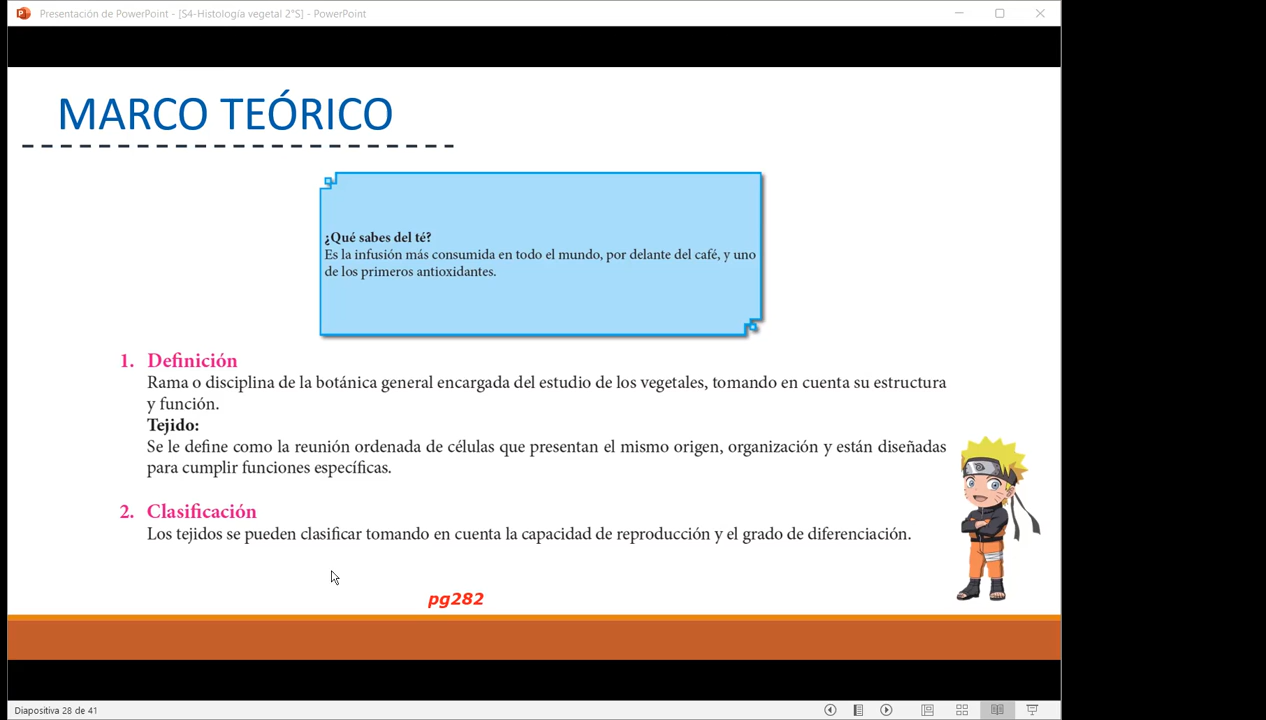 Presentación de PowerPoint - [S4-Histología vegetal 2°S] - PowerPoint
MARCO TEÓRICO
¿Qué sabes del té?
Es la infusión más consumida en todo el mundo, por delante del café, y uno
de los primeros antioxidantes.
1. Definición
Rama o disciplina de la botánica general encargada del estudio de los vegetales, tomando en cuenta su estructura
y función.
Tejido:
Se le define como la reunión ordenada de células que presentan el mismo origen, organización y están diseñadas
para cumplir funciones específicas.
2. Clasificación
Los tejidos se pueden clasificar tomando en cuenta la capacidad de reproducción y el grado de diferenciación.
pg282
Diapositiva 28 de 41